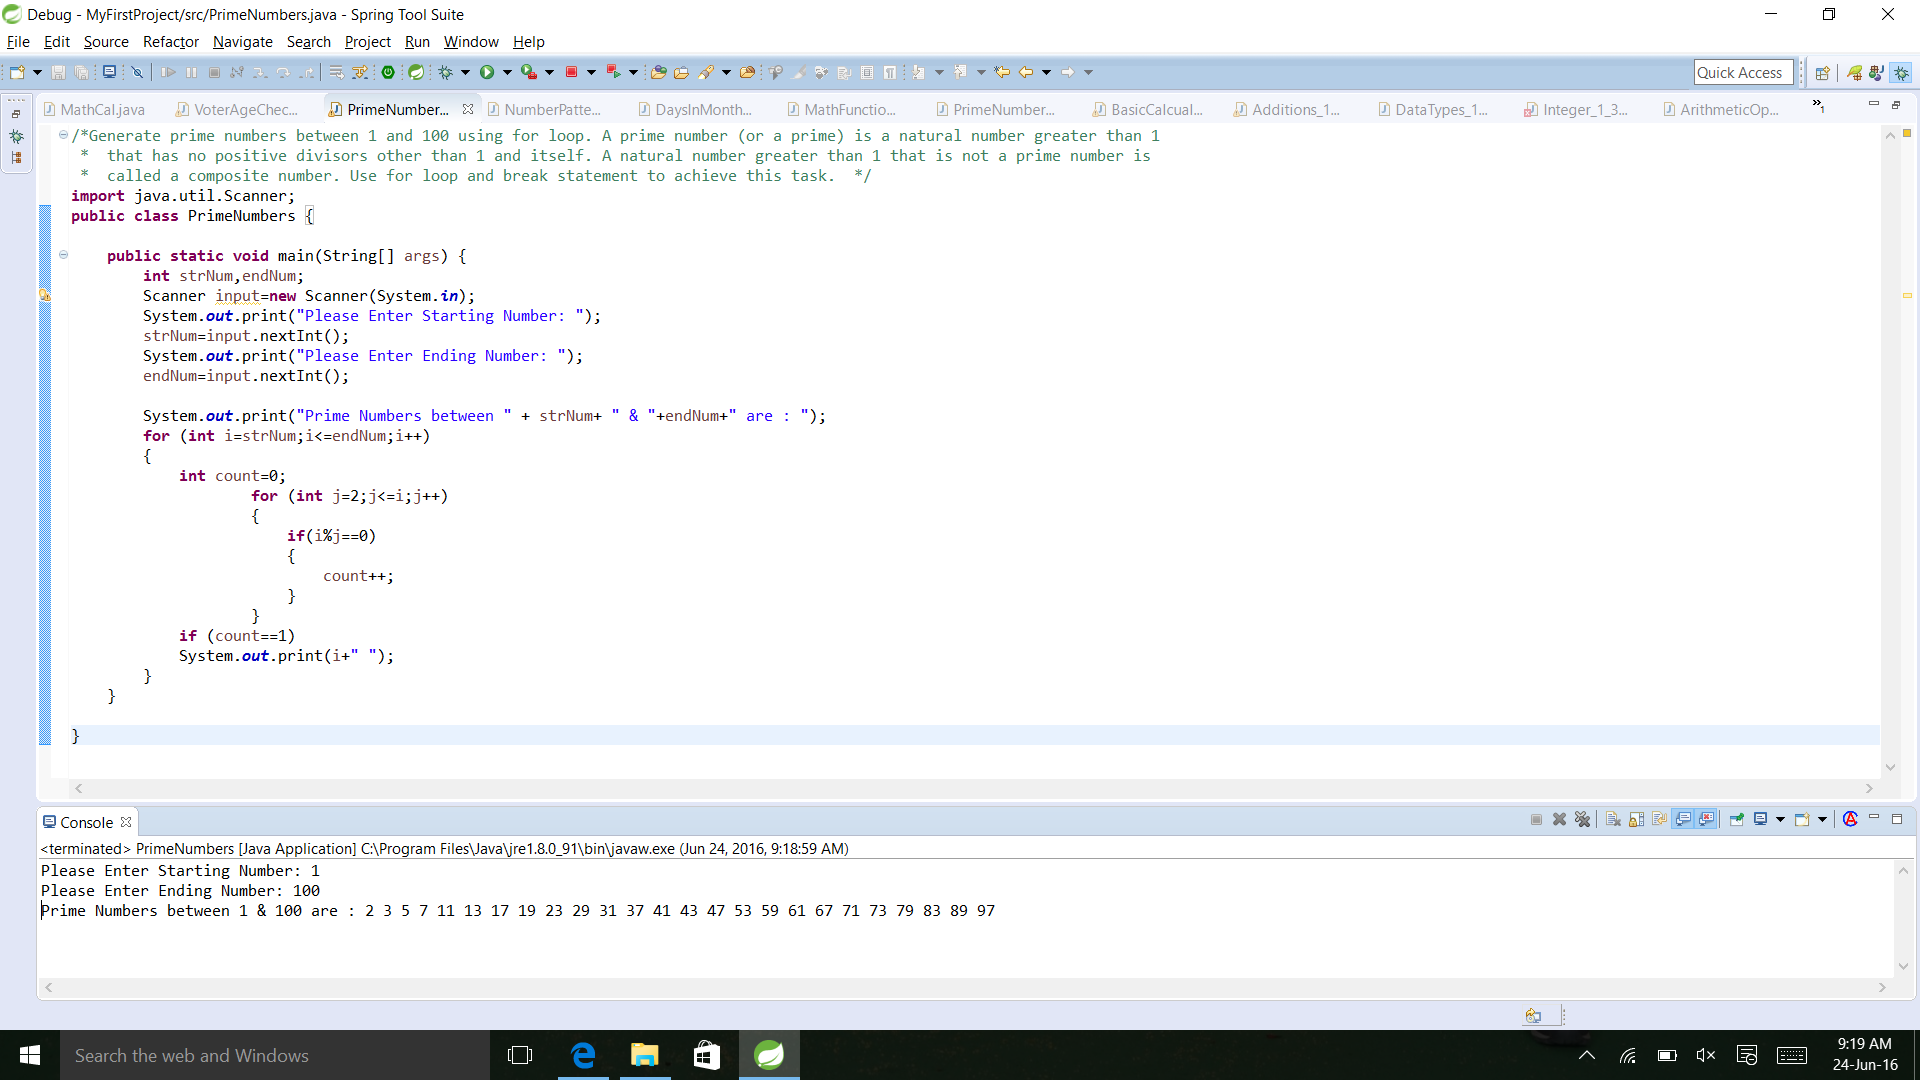 Debug - MyFirstProject/src/PrimeNumbers.java - Spring Tool Suite
File Edit Source Refactor Navigate Search Project Run Window Help
Quick Access
MathCal.java VoterAgeChec... PrimeNumber... NumberPatte... DaysInMonth... MathFunctio... PrimeNumber... BasicCalcual... Additions_1... DataTypes_1... Integer_1_3... ArithmeticOp... »1
/*Generate prime numbers between 1 and 100 using for loop. A prime number (or a prime) is a natural number greater than 1
* that has no positive divisors other than 1 and itself. A natural number greater than 1 that is not a prime number is
* called a composite number. Use for loop and break statement to achieve this task. */
import java.util.Scanner;
public class PrimeNumbers {
public static void main(String[] args) {
int strNum,endNum;
Scanner input=new Scanner(System.in);
System.out.print("Please Enter Starting Number: ");
strNum=input.nextInt();
System.out.print("Please Enter Ending Number: ");
endNum=input.nextInt();
System.out.print("Prime Numbers between " + strNum+ " & "+endNum+" are : ");
for (int i=strNum;i<=endNum;i++)
{
int count=0;
for (int j=2;j<=i;j++)
{
if(i%j==0)
{
count++;
}
}
if (count==1)
System.out.print(i+" ");
}
}
}
Console
<terminated> PrimeNumbers [Java Application] C:\Program Files\Java\jre1.8.0_91\bin\javaw.exe (Jun 24, 2016, 9:18:59 AM)
Please Enter Starting Number: 1
Please Enter Ending Number: 100
Prime Numbers between 1 & 100 are : 2 3 5 7 11 13 17 19 23 29 31 37 41 43 47 53 59 61 67 71 73 79 83 89 97
Search the web and Windows
9:19 AM
24-Jun-16